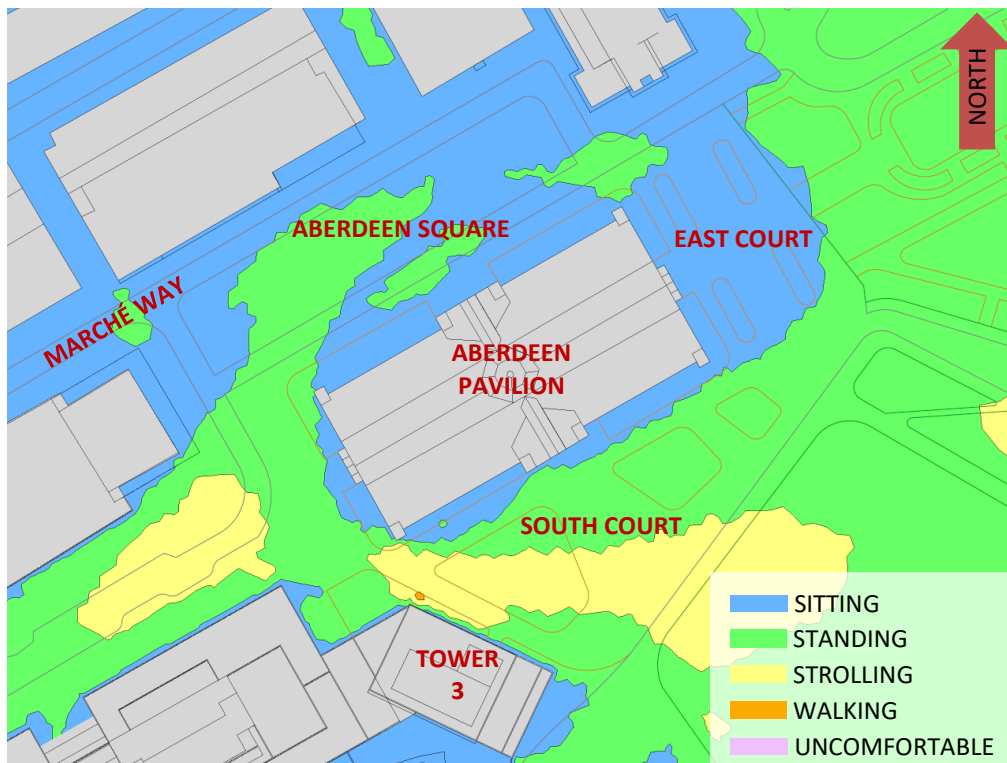 NORTH
ABERDEEN SQUARE
EAST COURT
MARCHÉ WAY
ABERDEEN
PAVILION
SOUTH COURT
TOWER
3
SITTING
STANDING
STROLLING
WALKING
UNCOMFORTABLE